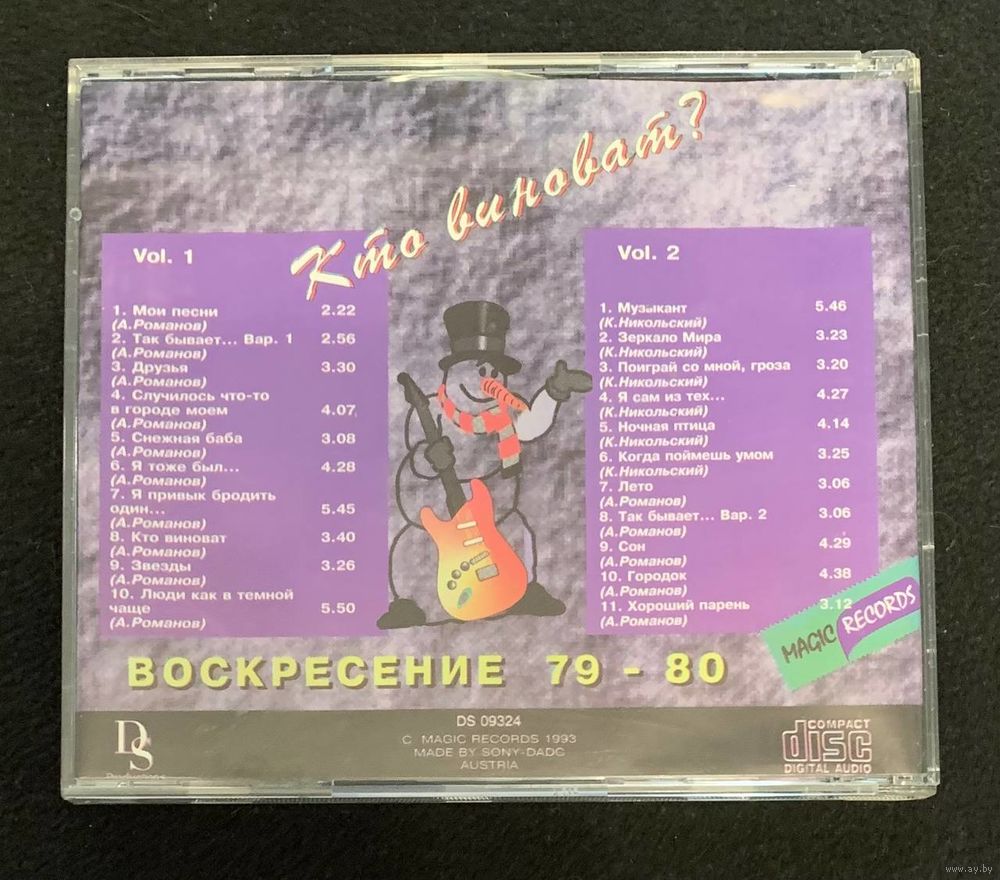 Кто виноват?
Vol. 1
1. Мои песни 2.22
(А.Романов)
2. Так бывает... Вар. 1 2.56
(А.Романов)
3. Друзья 3.30
(А.Романов)
4. Случилось что-то
в городе моем 4.07
(А.Романов)
5. Снежная баба 3.08
(А.Романов)
6. Я тоже был... 4.28
(А.Романов)
7. Я привык бродить
один... 5.45
(А.Романов)
8. Кто виноват 3.40
(А.Романов)
9. Звезды 3.26
(А.Романов)
10. Люди как в темной
чаще 5.50
(А.Романов)
Vol. 2
1. Музыкант 5.46
(К.Никольский)
2. Зеркало Мира 3.23
(К.Никольский)
3. Поиграй со мной, гроза 3.20
(К.Никольский)
4. Я сам из тех... 4.27
(К.Никольский)
5. Ночная птица 4.14
(К.Никольский)
6. Когда поймешь умом 3.25
(К.Никольский)
7. Лето 3.06
(А.Романов)
8. Так бывает... Вар. 2 3.06
(А.Романов)
9. Сон 4.29
(А.Романов)
10. Городок 4.38
(А.Романов)
11. Хороший парень 3.12
(А.Романов)
MAGIC RECORDS
ВОСКРЕСЕНИЕ 79 - 80
DS
Productions
DS 09324
C. MAGIC RECORDS 1993
MADE BY SONY-DADC
AUSTRIA
COMPACT
disc
DIGITAL AUDIO
www.ay.by